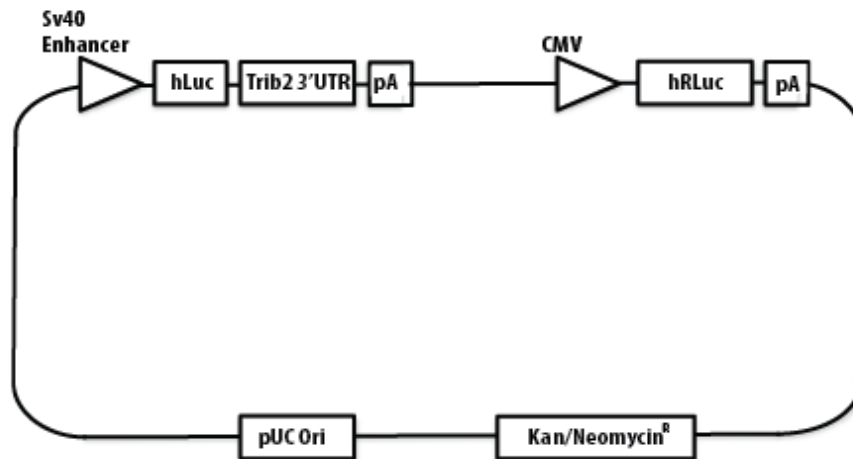 Sv40
Enhancer
CMV
hLuc
Trib2 3'UTR
pA
hRLuc
pA
pUC Ori
Kan/Neomycin^R